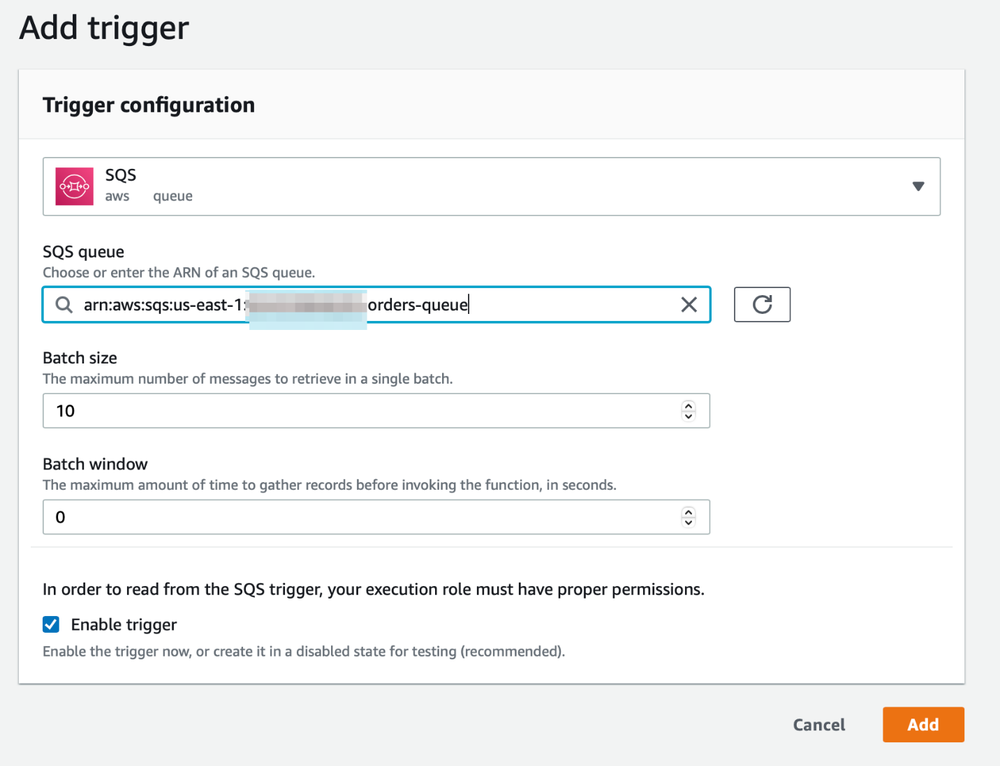 Add trigger
Trigger configuration
SQS
aws queue
SQS queue
Choose or enter the ARN of an SQS queue.
arn:aws:sqs:us-east-1: orders-queue
Batch size
The maximum number of messages to retrieve in a single batch.
10
Batch window
The maximum amount of time to gather records before invoking the function, in seconds.
0
In order to read from the SQS trigger, your execution role must have proper permissions.
Enable trigger
Enable the trigger now, or create it in a disabled state for testing (recommended).
Cancel Add